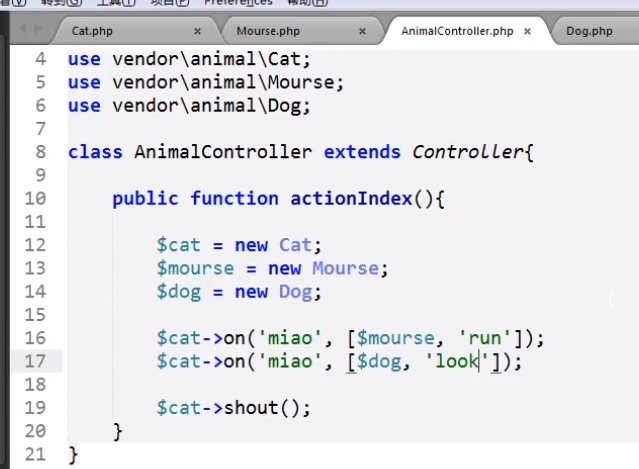 转到(G) 工具(T) 项目(P) Preferences 帮助(H)
Cat.php × Mourse.php × AnimalController.php × Dog.php
4 use vendor\animal\Cat;
5 use vendor\animal\Mourse;
6 use vendor\animal\Dog;
7
8 class AnimalController extends Controller{
9
10 public function actionIndex(){
11
12 $cat = new Cat;
13 $mourse = new Mourse;
14 $dog = new Dog;
15
16 $cat->on('miao', [$mourse, 'run']);
17 $cat->on('miao', [$dog, 'look']);
18
19 $cat->shout();
20 }
21 }